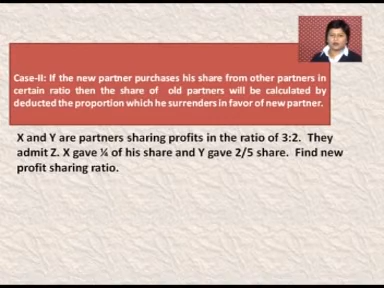 Case-II: If the new partner purchases his share from other partners in
certain ratio then the share of old partners will be calculated by
deducted the proportion which he surrenders in favor of new partner.
X and Y are partners sharing profits in the ratio of 3:2. They
admit Z. X gave ¼ of his share and Y gave 2/5 share. Find new
profit sharing ratio.